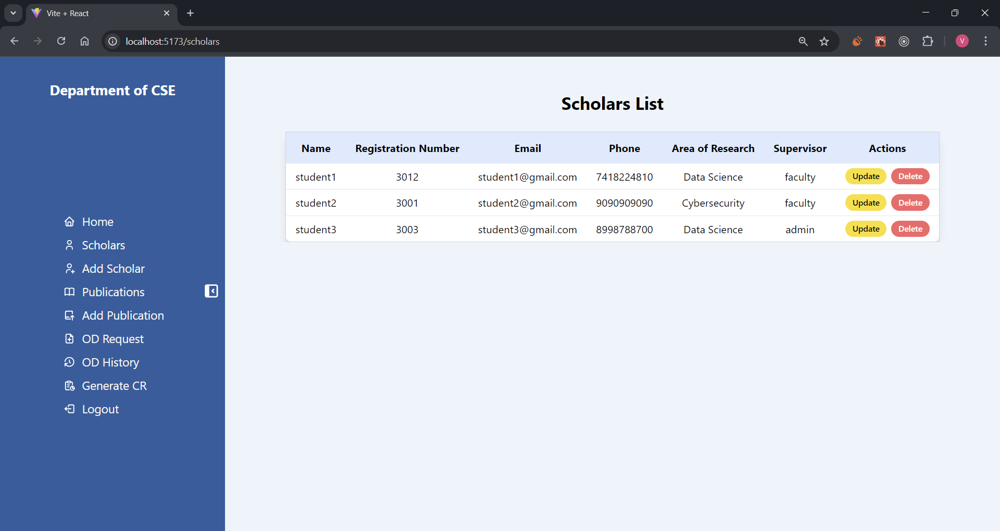 Vite + React
localhost:5173/scholars
V
Department of CSE
Home
Scholars
Add Scholar
Publications
Add Publication
OD Request
OD History
Generate CR
Logout
Scholars List
Name Registration Number Email Phone Area of Research Supervisor Actions
student1 3012 student1@gmail.com 7418224810 Data Science faculty Update Delete
student2 3001 student2@gmail.com 9090909090 Cybersecurity faculty Update Delete
student3 3003 student3@gmail.com 8998788700 Data Science admin Update Delete